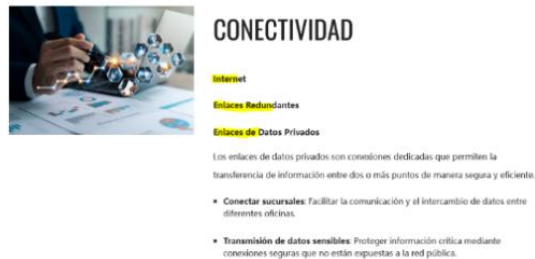 CONECTIVIDAD
Internet
Enlaces Redundantes
Enlaces de Datos Privados
Los enlaces de datos privados son conexiones dedicadas que permiten la
transferencia de información entre dos o más puntos de manera segura y eficiente.
▪ Conectar sucursales: Facilitar la comunicación y el intercambio de datos entre
diferentes oficinas.
▪ Transmisión de datos sensibles: Proteger información crítica mediante
conexiones seguras que no están expuestas a la red pública.